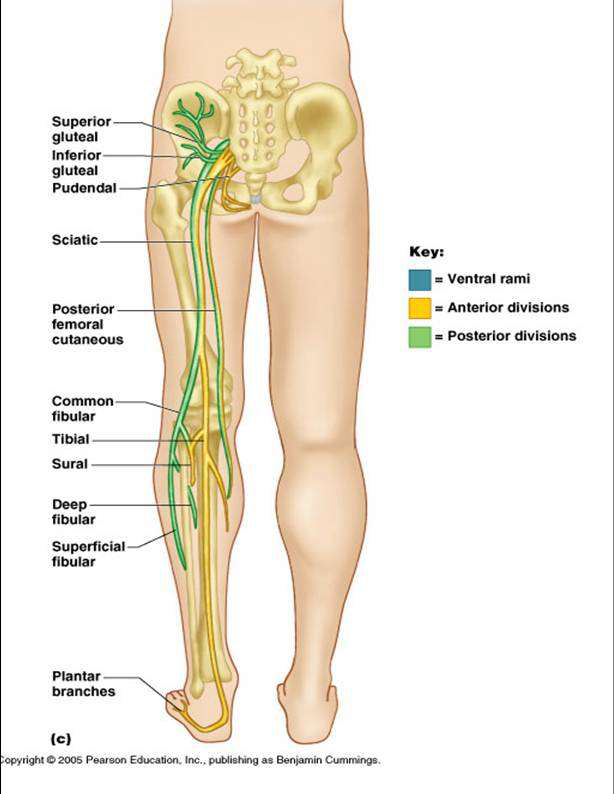 Superior
gluteal
Inferior
gluteal
Pudendal
Sciatic
Posterior
femoral
cutaneous
Common
fibular
Tibial
Sural
Deep
fibular
Superficial
fibular
Plantar
branches
(c)
Key:
= Ventral rami
= Anterior divisions
= Posterior divisions
Copyright © 2005 Pearson Education, Inc., publishing as Benjamin Cummings.